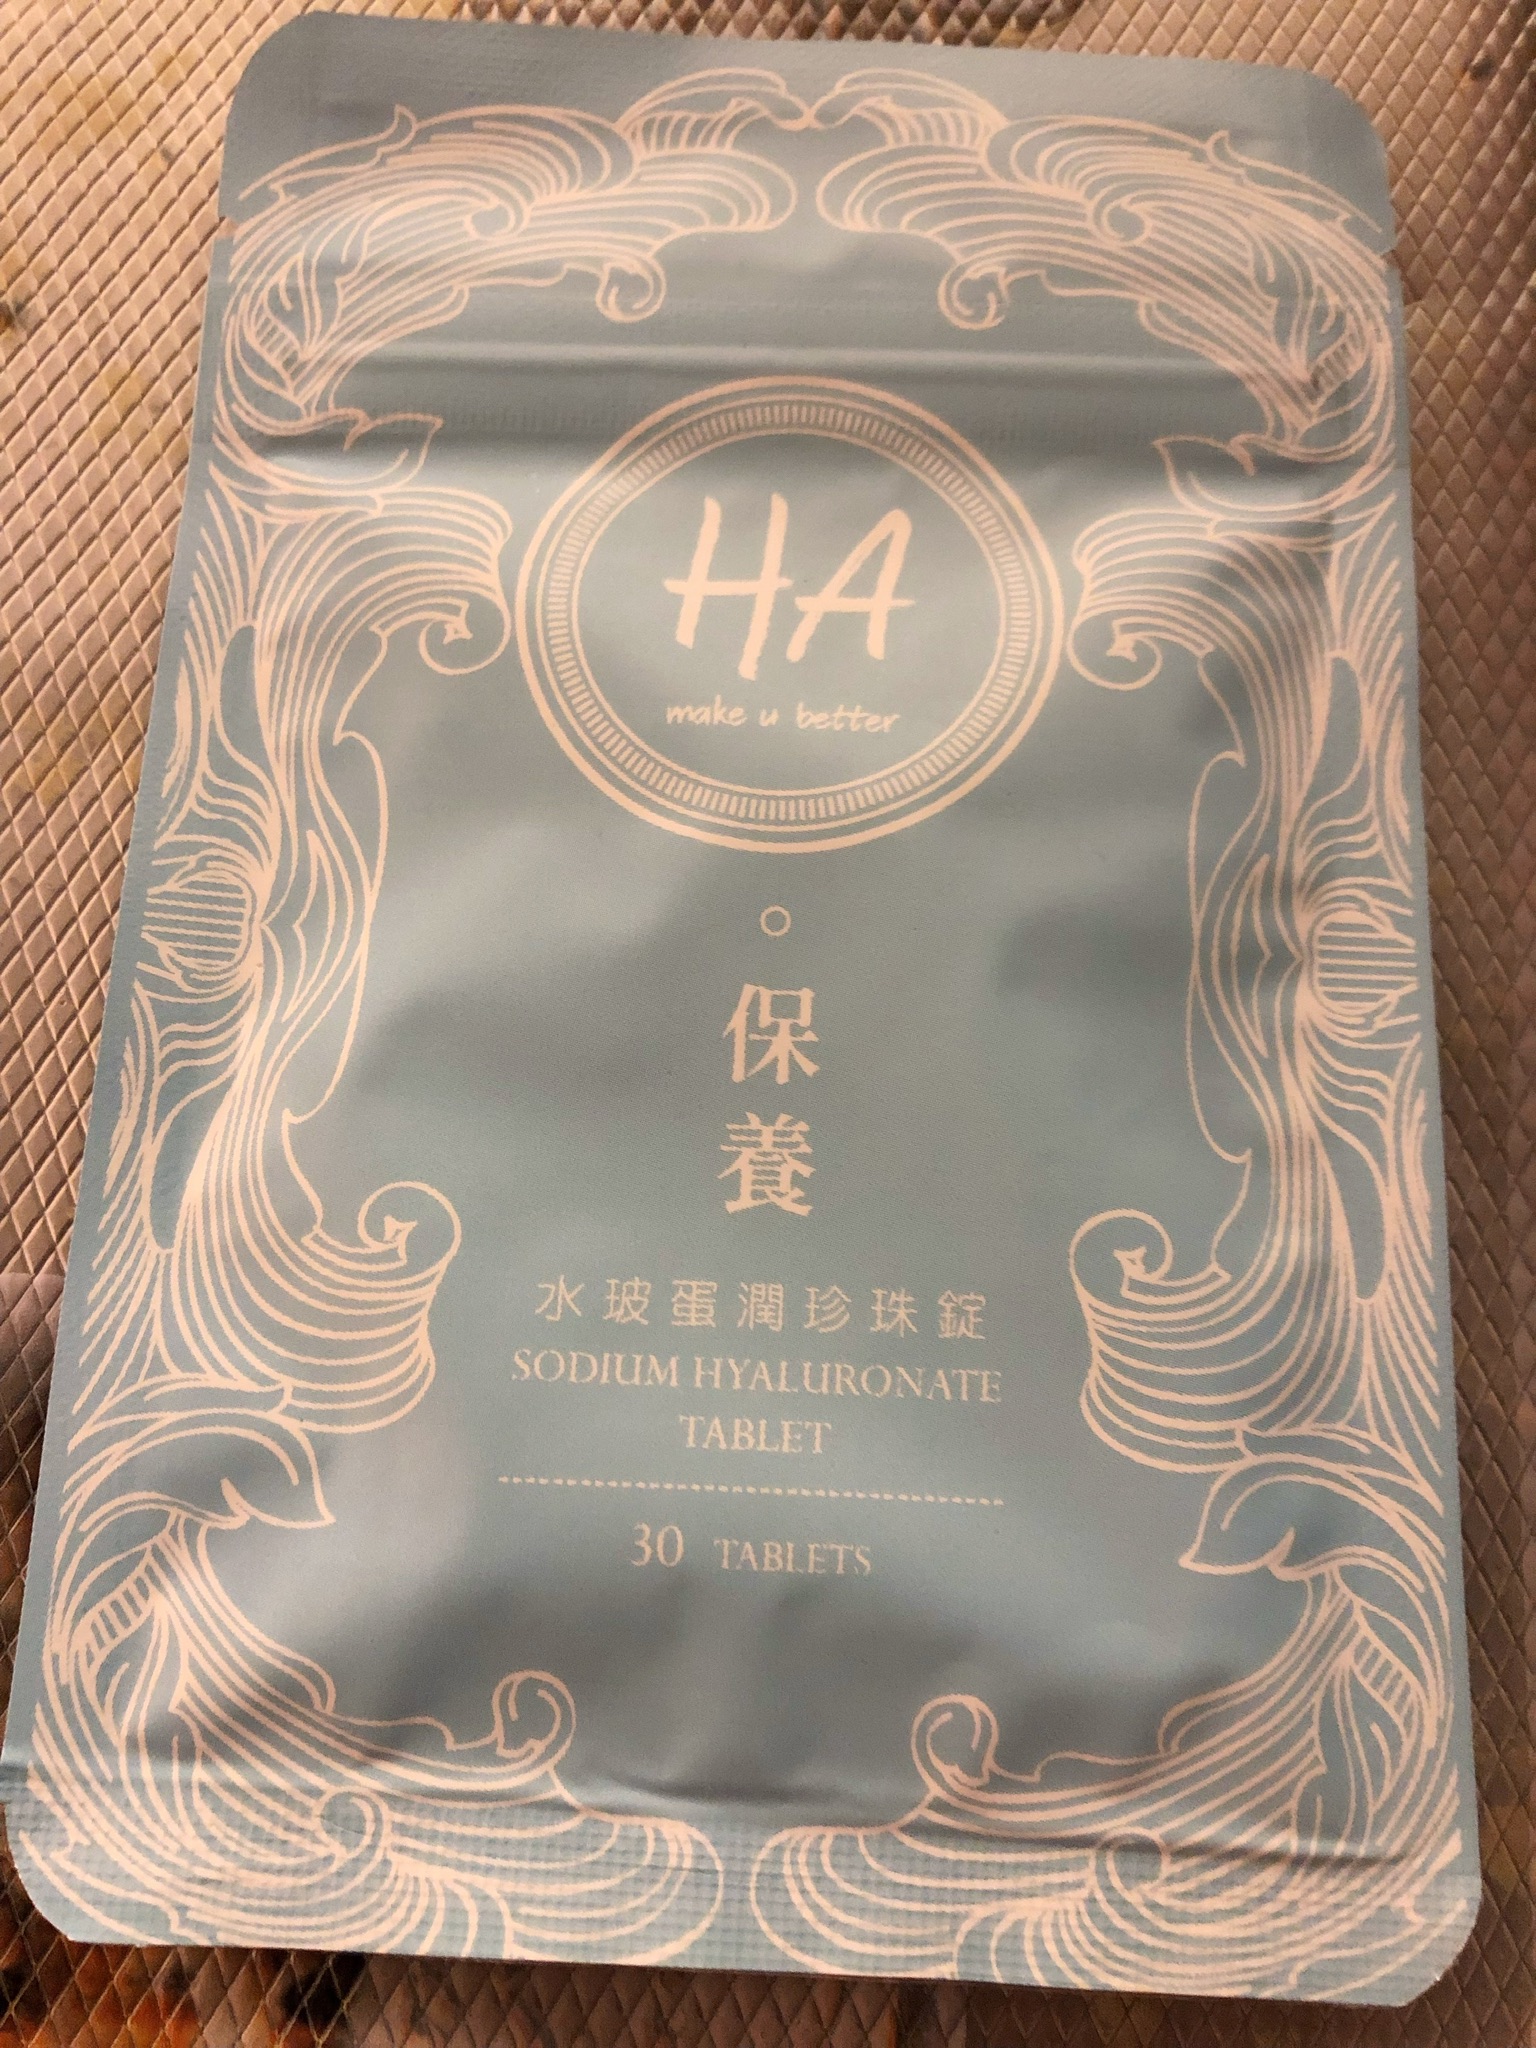 HA
make u better
保養
水玻蛋潤珍珠錠
SODIUM HYALURONATE
TABLET
30 TABLETS